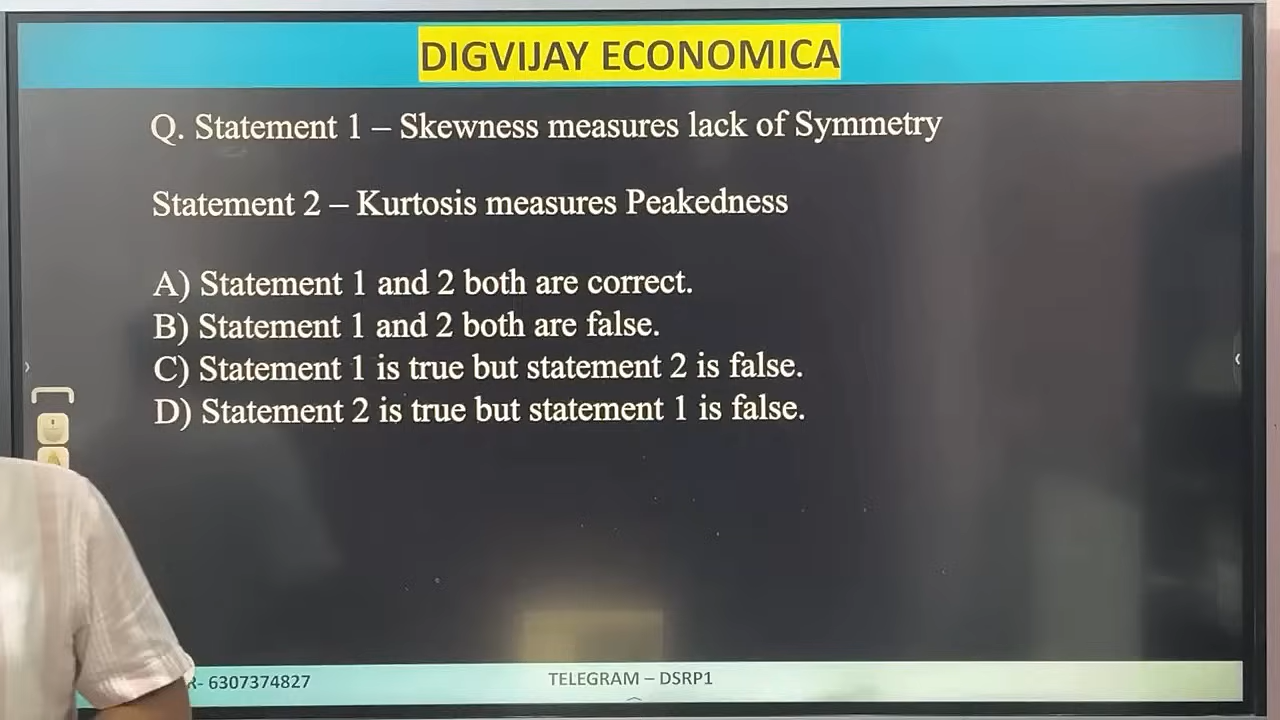 DIGVIJAY ECONOMICA
Q. Statement 1 – Skewness measures lack of Symmetry
Statement 2 – Kurtosis measures Peakedness
A) Statement 1 and 2 both are correct.
B) Statement 1 and 2 both are false.
C) Statement 1 is true but statement 2 is false.
D) Statement 2 is true but statement 1 is false.
R- 6307374827
TELEGRAM – DSRP1